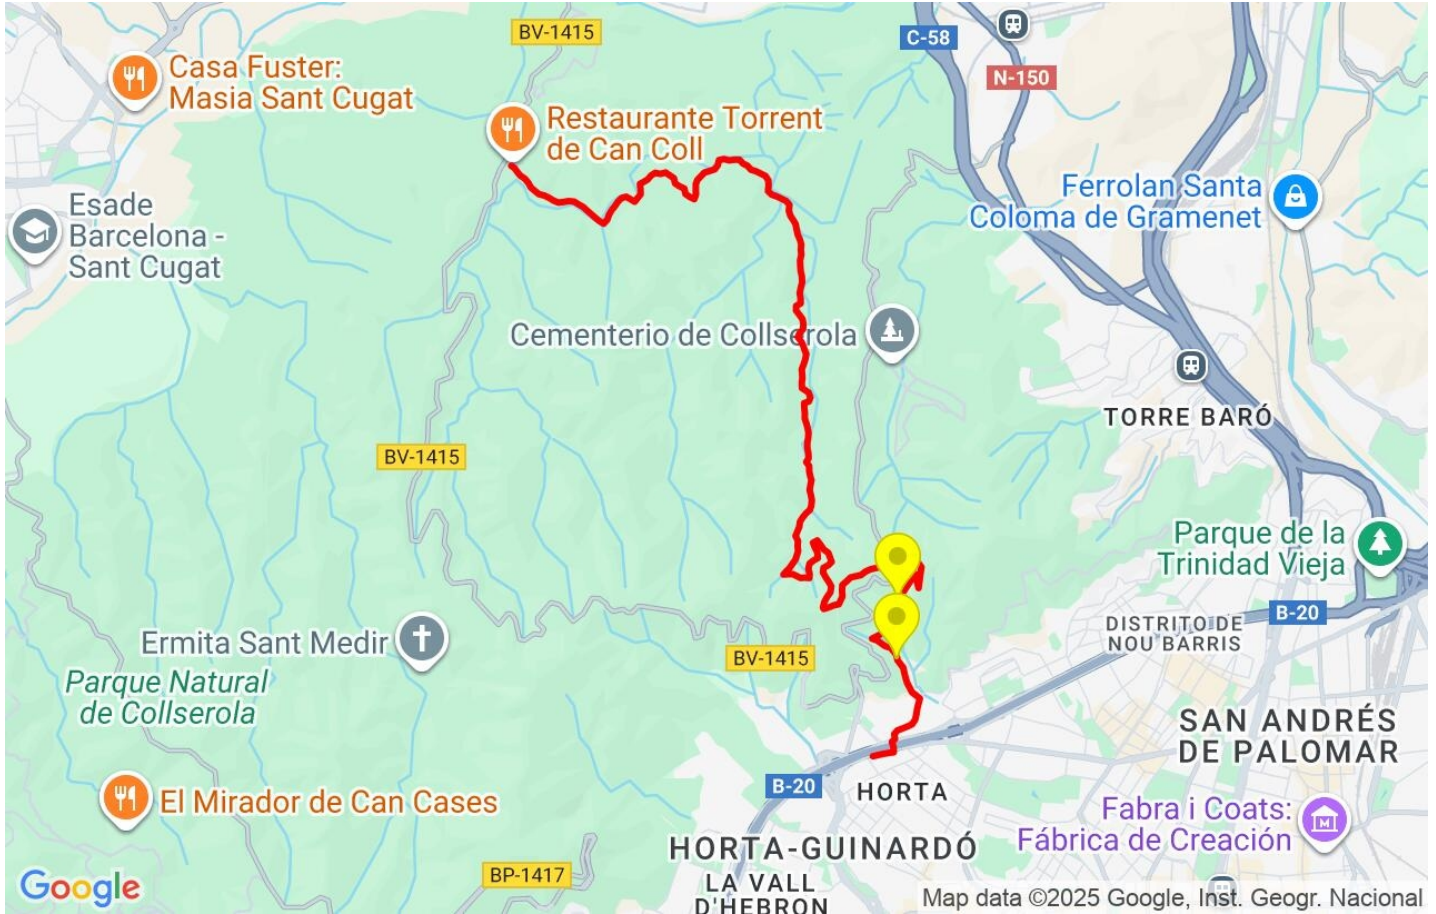 BV-1415
C-58
Casa Fuster:
Masia Sant Cugat
N-150
Restaurante Torrent
de Can Coll
Ferrolan Santa
Coloma de Gramenet
Esade
Barcelona -
Sant Cugat
Cementerio de Collserola
TORRE BARÓ
BV-1415
Parque de la
Trinidad Vieja
B-20
DISTRITO DE
NOU BARRIS
Ermita Sant Medir
BV-1415
Parque Natural
de Collserola
SAN ANDRÉS
DE PALOMAR
B-20
HORTA
El Mirador de Can Cases
Fabra i Coats:
Fábrica de Creación
HORTA-GUINARDÓ
BP-1417
LA VALL
D'HEBRON
Google
Map data ©2025 Google, Inst. Geogr. Nacional